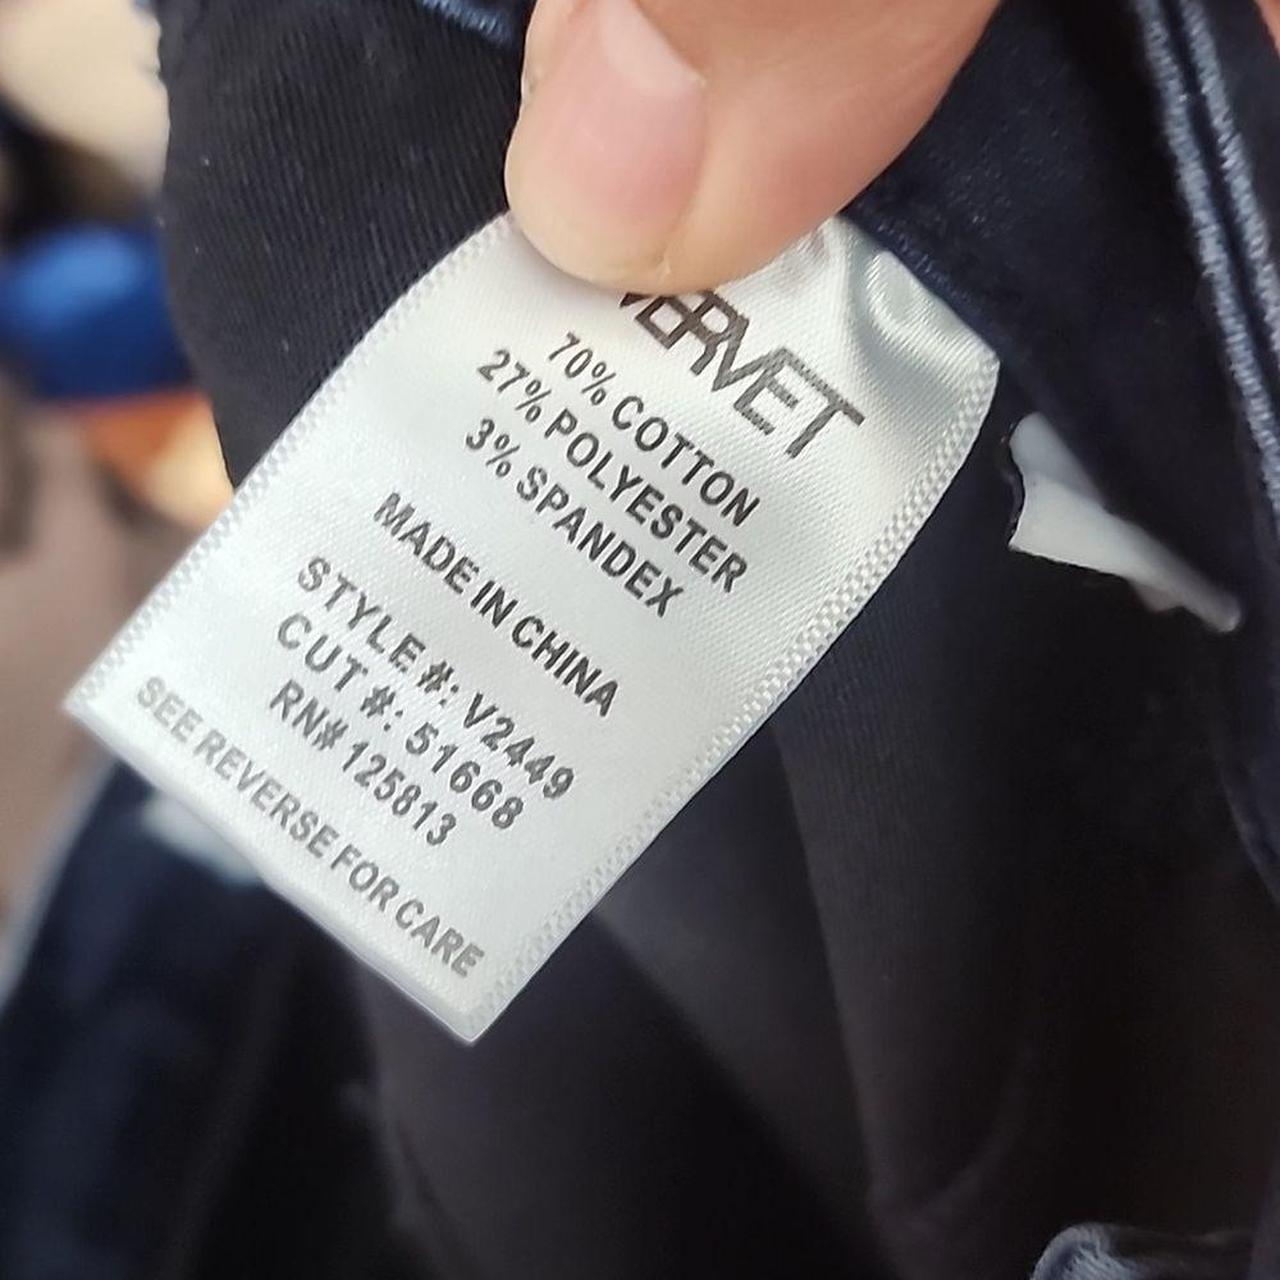 VERVET
70% COTTON
27% POLYESTER
3% SPANDEX
MADE IN CHINA
STYLE #: V2449
CUT #: 51668
RN# 125813
SEE REVERSE FOR CARE